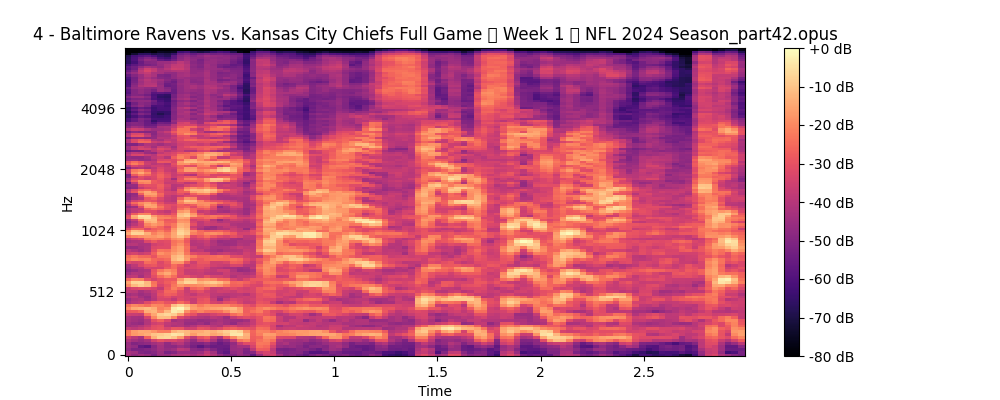 4 - Baltimore Ravens vs. Kansas City Chiefs Full Game ▯ Week 1 ▯ NFL 2024 Season_part42.opus
+0 dB
4096
-10 dB
-20 dB
2048
-30 dB
Hz
1024
-40 dB
-50 dB
512
-60 dB
-70 dB
0
-80 dB
0 0.5 1 1.5 2 2.5
Time